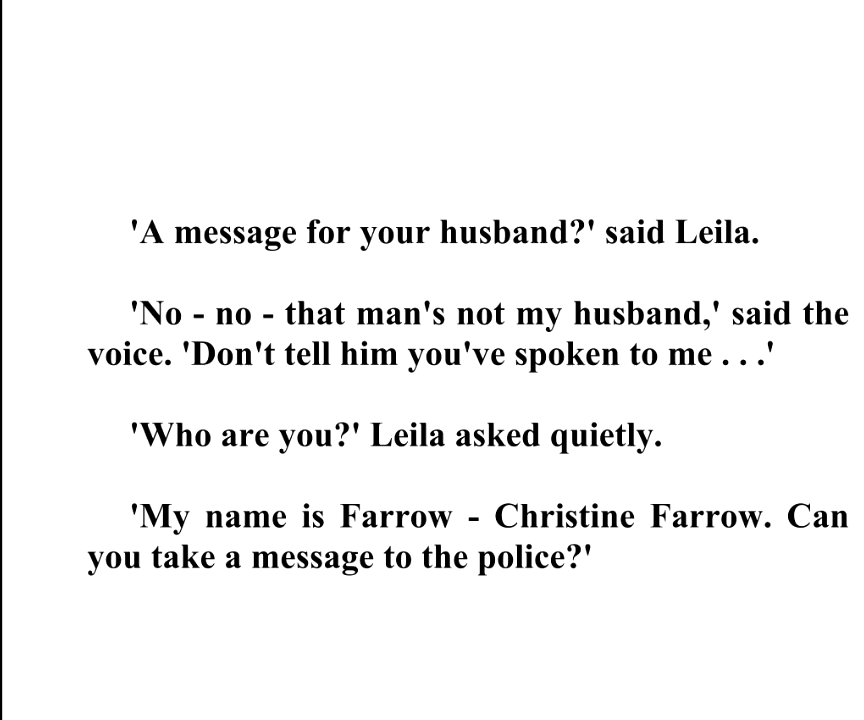 'A message for your husband?' said Leila.
'No - no - that man's not my husband,' said the
voice. 'Don't tell him you've spoken to me . . .'
'Who are you?' Leila asked quietly.
'My name is Farrow - Christine Farrow. Can
you take a message to the police?'